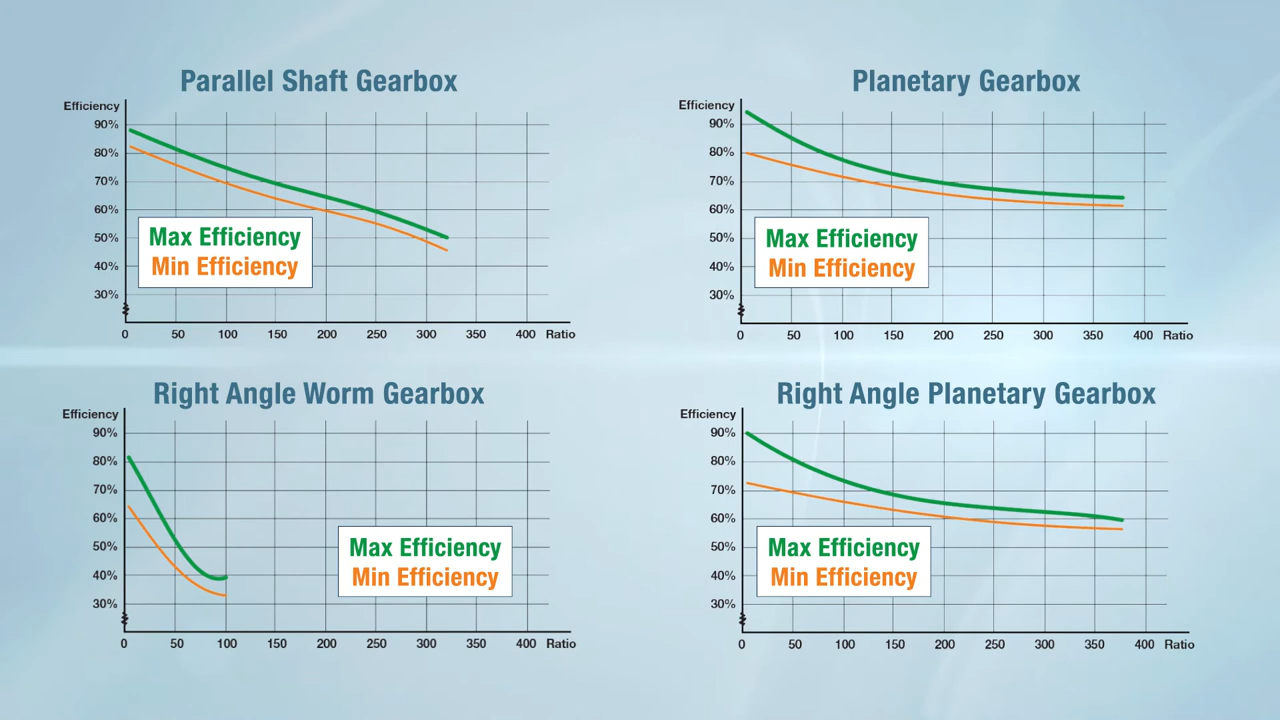 Parallel Shaft Gearbox
Efficiency
90%
80%
70%
60%
50%
40%
30%
Max Efficiency
Min Efficiency
0 50 100 150 200 250 300 350 400 Ratio
Planetary Gearbox
Efficiency
90%
80%
70%
60%
50%
40%
30%
Max Efficiency
Min Efficiency
0 50 100 150 200 250 300 350 400 Ratio
Right Angle Worm Gearbox
Efficiency
90%
80%
70%
60%
50%
40%
30%
Max Efficiency
Min Efficiency
0 50 100 150 200 250 300 350 400 Ratio
Right Angle Planetary Gearbox
Efficiency
90%
80%
70%
60%
50%
40%
30%
Max Efficiency
Min Efficiency
0 50 100 150 200 250 300 350 400 Ratio